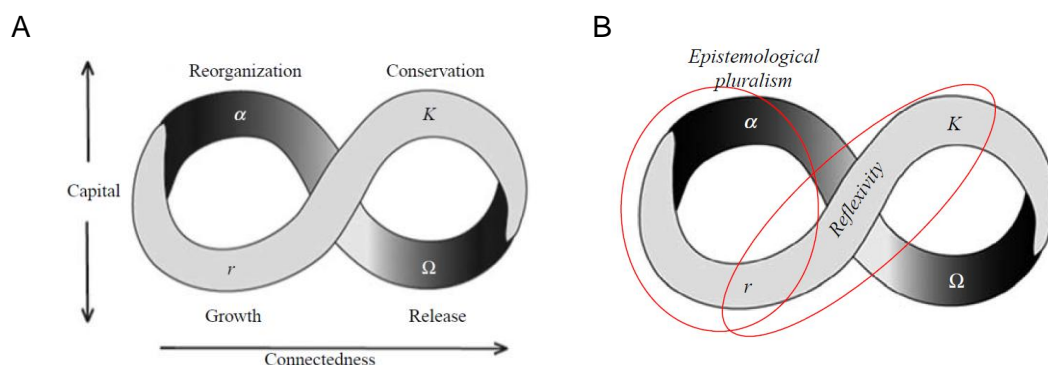 A
Reorganization
Conservation
α
K
Capital
r
Ω
Growth
Release
Connectedness
B
Epistemological
pluralism
α
K
Reflexivity
r
Ω